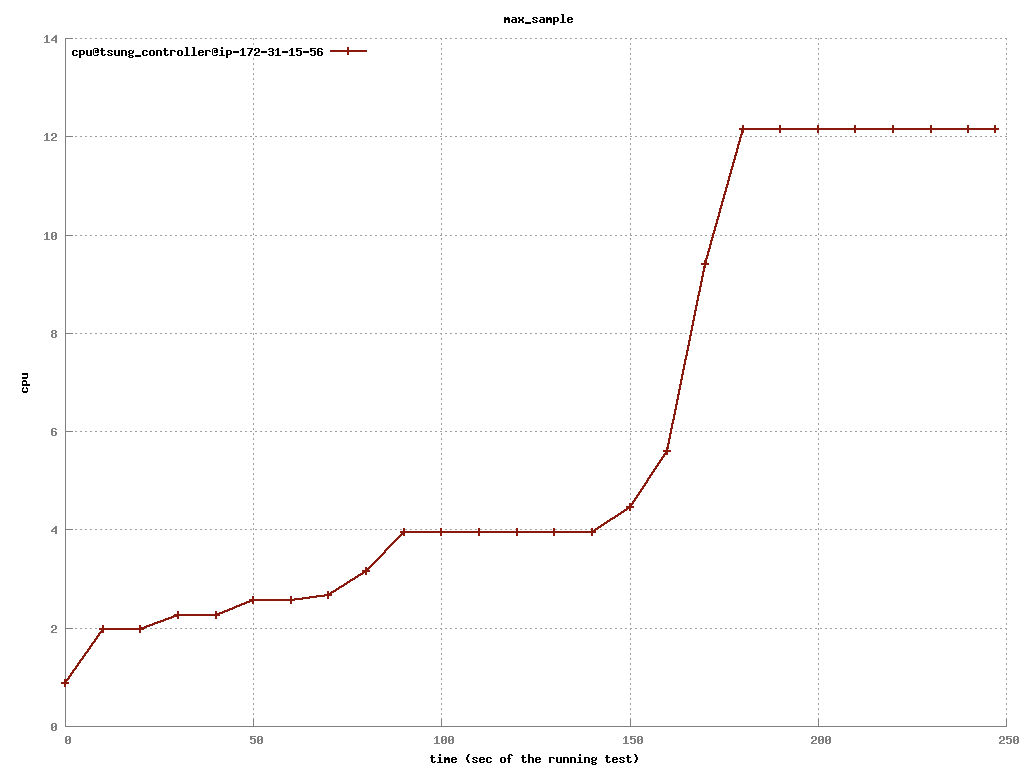 max_sample
14
cpu@tsung_controller@ip-172-31-15-56
12
10
8
cpu
6
4
2
0
0 50 100 150 200 250
time (sec of the running test)